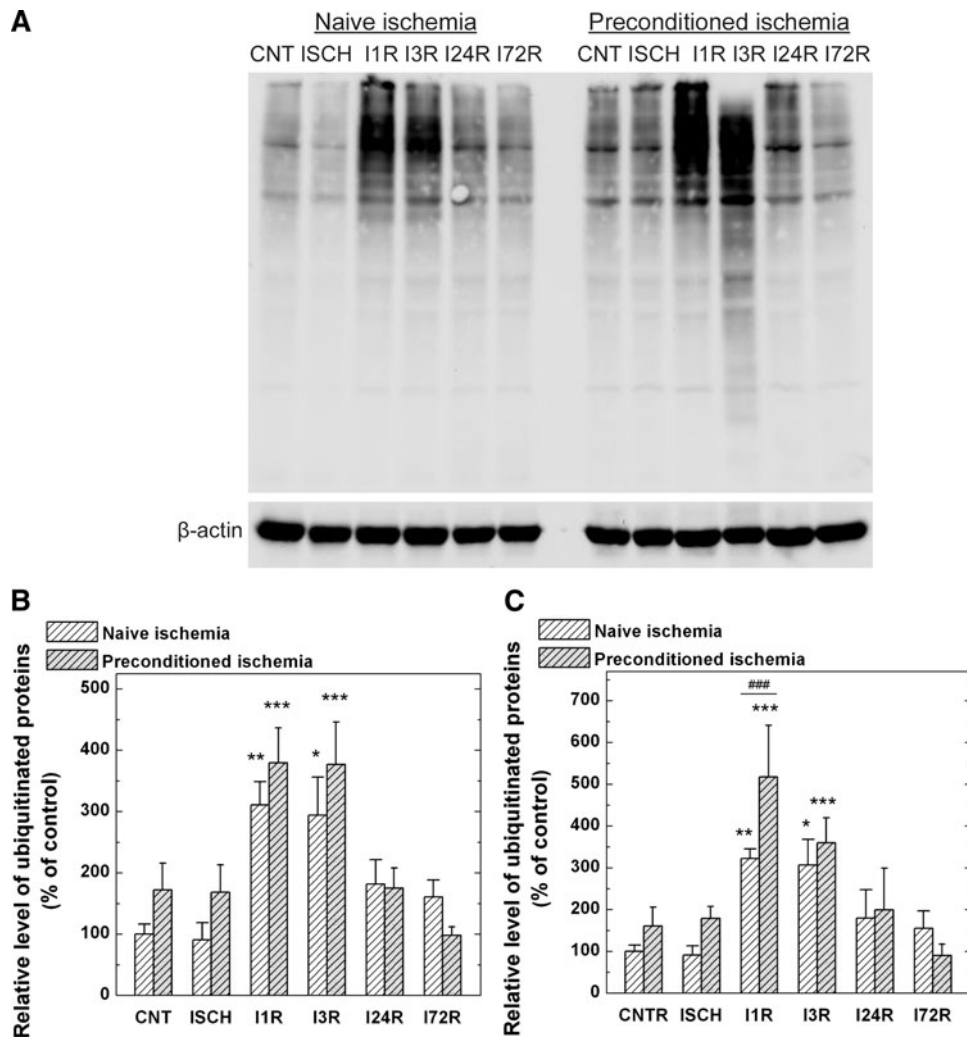 A
Naive ischemia Preconditioned ischemia
CNT ISCH I1R I3R I24R I72R CNT ISCH I1R I3R I24R I72R
β-actin
B
Naive ischemia
Preconditioned ischemia
Relative level of ubiquitinated proteins
(% of control)
500
400
300
200
100
0
** *** * ***
CNT ISCH I1R I3R I24R I72R
C
Naive ischemia
Preconditioned ischemia
Relative level of ubiquitinated proteins
(% of control)
700
600
500
400
300
200
100
0
###
** *** * ***
CNTR ISCH I1R I3R I24R I72R